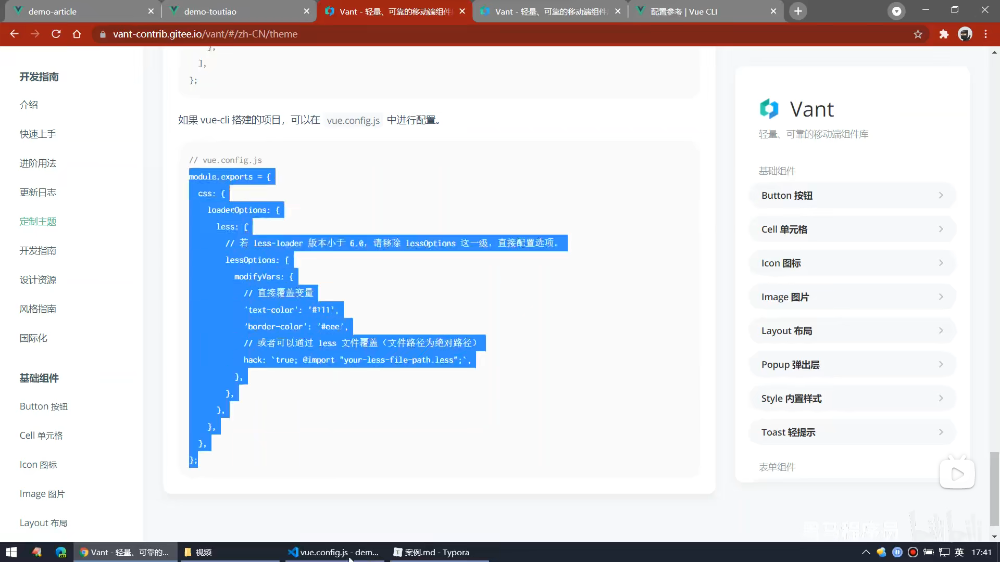 demo-article
demo-toutiao
Vant - 轻量、可靠的移动端组件
Vant - 轻量、可靠的移动端组件
配置参考 | Vue CLI
vant-contrib.gitee.io/vant/#/zh-CN/theme
开发指南
介绍
快速上手
进阶用法
更新日志
定制主题
开发指南
设计资源
风格指南
国际化
基础组件
Button 按钮
Cell 单元格
Icon 图标
Image 图片
Layout 布局
},
],
};
如果 vue-cli 搭建的项目，可以在 vue.config.js 中进行配置。
// vue.config.js
module.exports = {
css: {
loaderOptions: {
less: {
// 若 less-loader 版本小于 6.0，请移除 lessOptions 这一级，直接配置选项。
lessOptions: {
modifyVars: {
// 直接覆盖变量
'text-color': '#111',
'border-color': '#eee',
// 或者可以通过 less 文件覆盖（文件路径为绝对路径）
hack: `true; @import "your-less-file-path.less";`,
},
},
},
},
},
};
Vant
轻量、可靠的移动端组件库
基础组件
Button 按钮
Cell 单元格
Icon 图标
Image 图片
Layout 布局
Popup 弹出层
Style 内置样式
Toast 轻提示
表单组件
Vant - 轻量、可靠的...
视频
vue.config.js - dem...
案例.md - Typora
英
17:41